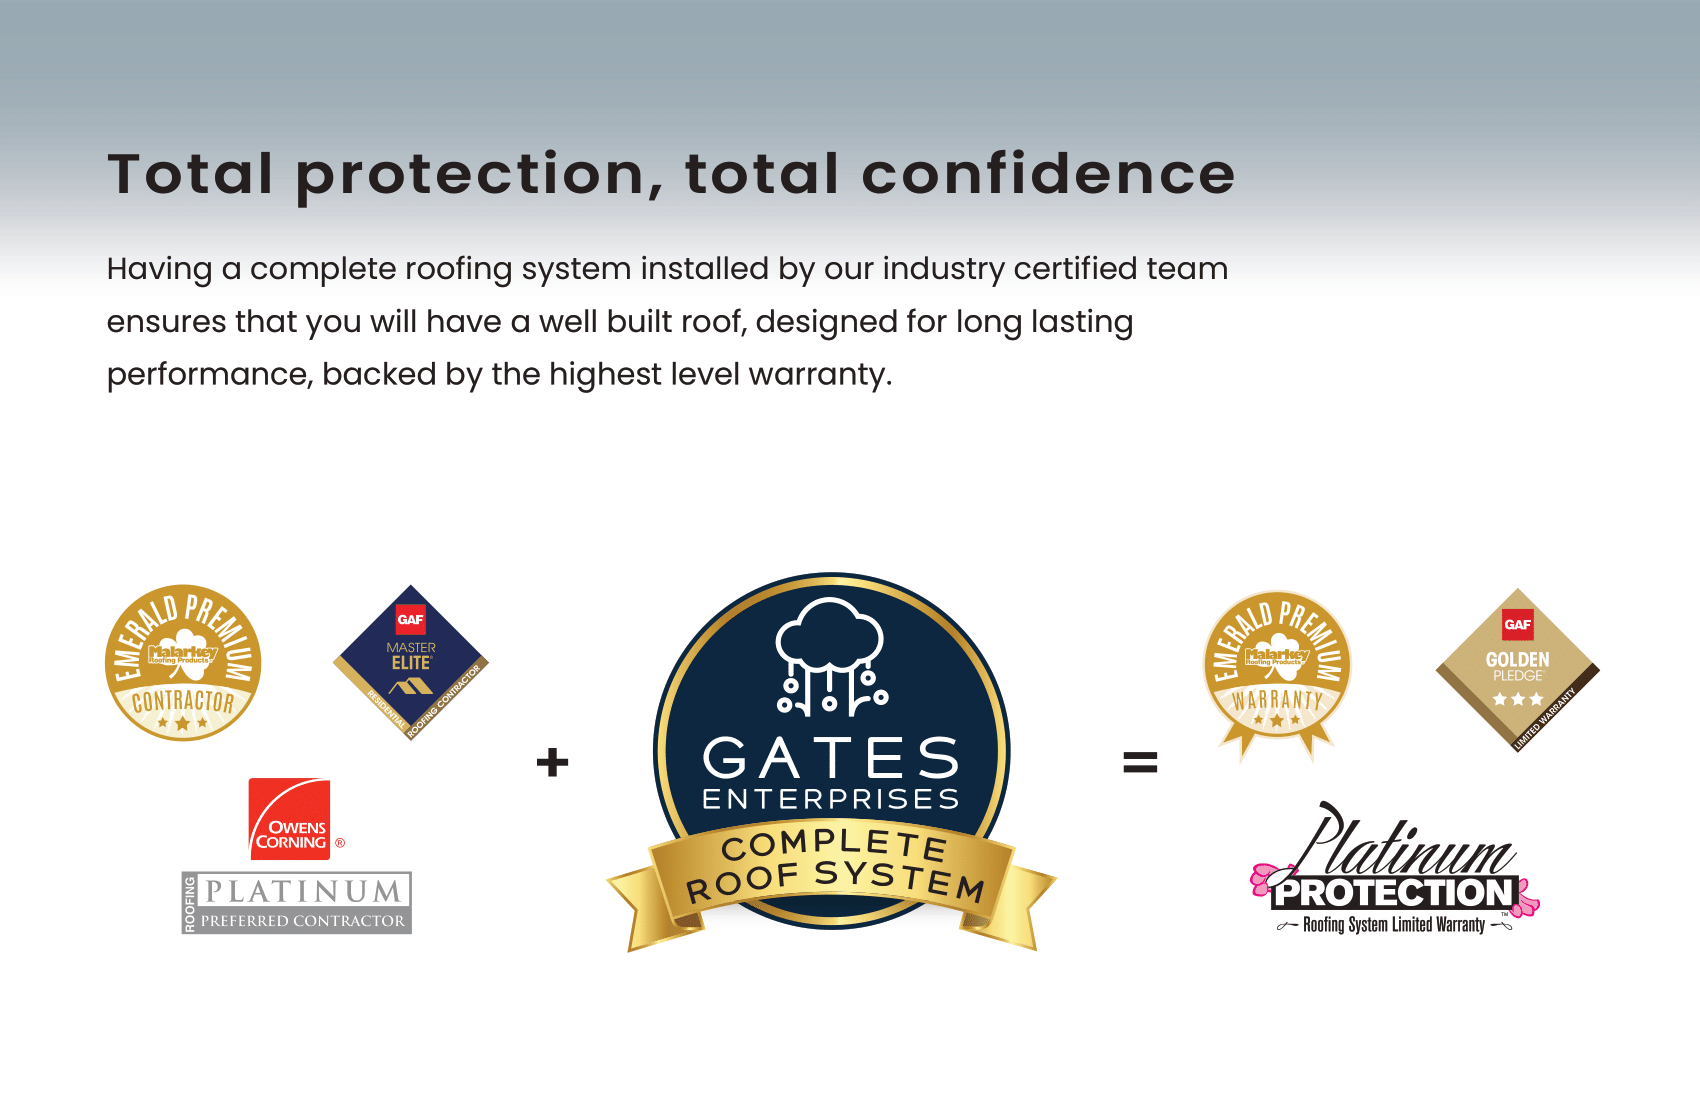 Total protection, total confidence
Having a complete roofing system installed by our industry certified team
ensures that you will have a well built roof, designed for long lasting
performance, backed by the highest level warranty.
EMERALD PREMIUM
Malarkey
Roofing Products
CONTRACTOR
GAF
MASTER
ELITE®
RESIDENTIAL
ROOFING CONTRACTOR
OWENS
CORNING ®
ROOFING
PLATINUM
PREFERRED CONTRACTOR
+
GATES
ENTERPRISES
COMPLETE
ROOF SYSTEM
=
EMERALD PREMIUM
Malarkey
Roofing Products
WARRANTY
GAF
GOLDEN
PLEDGE
LIMITED WARRANTY
Platinum
PROTECTION™
Roofing System Limited Warranty